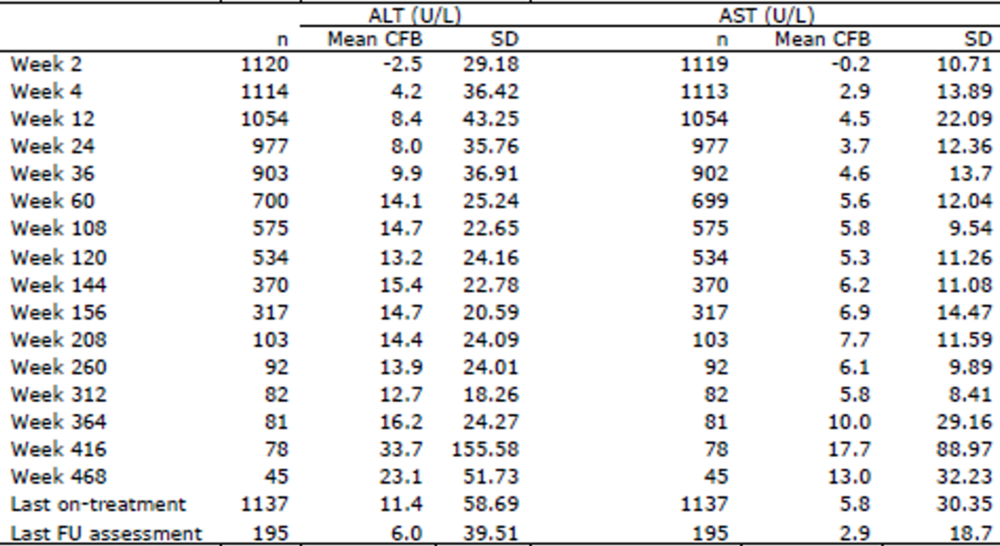 ALT (U/L) AST (U/L)
n Mean CFB SD n Mean CFB SD
Week 2 1120 -2.5 29.18 1119 -0.2 10.71
Week 4 1114 4.2 36.42 1113 2.9 13.89
Week 12 1054 8.4 43.25 1054 4.5 22.09
Week 24 977 8.0 35.76 977 3.7 12.36
Week 36 903 9.9 36.91 902 4.6 13.7
Week 60 700 14.1 25.24 699 5.6 12.04
Week 108 575 14.7 22.65 575 5.8 9.54
Week 120 534 13.2 24.16 534 5.3 11.26
Week 144 370 15.4 22.78 370 6.2 11.08
Week 156 317 14.7 20.59 317 6.9 14.47
Week 208 103 14.4 24.09 103 7.7 11.59
Week 260 92 13.9 24.01 92 6.1 9.89
Week 312 82 12.7 18.26 82 5.8 8.41
Week 364 81 16.2 24.27 81 10.0 29.16
Week 416 78 33.7 155.58 78 17.7 88.97
Week 468 45 23.1 51.73 45 13.0 32.23
Last on-treatment 1137 11.4 58.69 1137 5.8 30.35
Last FU assessment 195 6.0 39.51 195 2.9 18.7